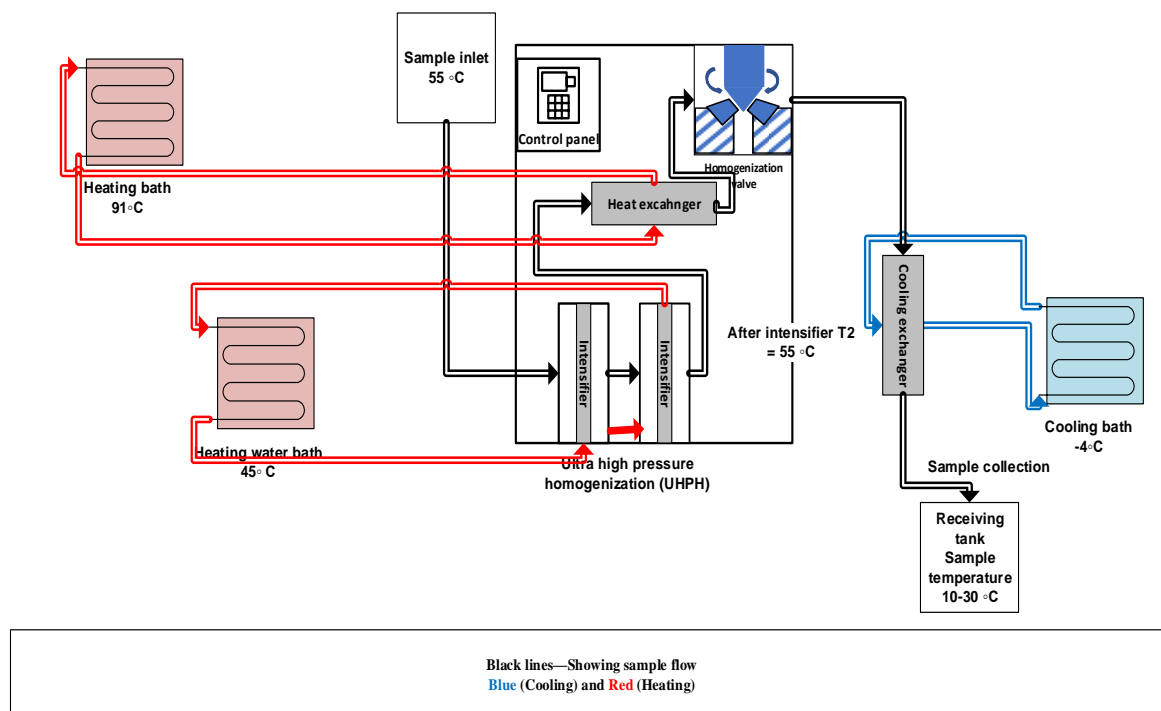 Sample inlet
55 ◦C
Control panel
Homogenization
valve
Heating bath
91◦C
Heat excahnger
Cooling exchanger
After intensifier T2
= 55 ◦C
Intensifier
Intensifier
Heating water bath
45◦ C
Ultra high pressure
homogenization (UHPH)
Cooling bath
-4◦C
Sample collection
Receiving
tank
Sample
temperature
10-30 ◦C
Black lines—Showing sample flow
Blue (Cooling) and Red (Heating)